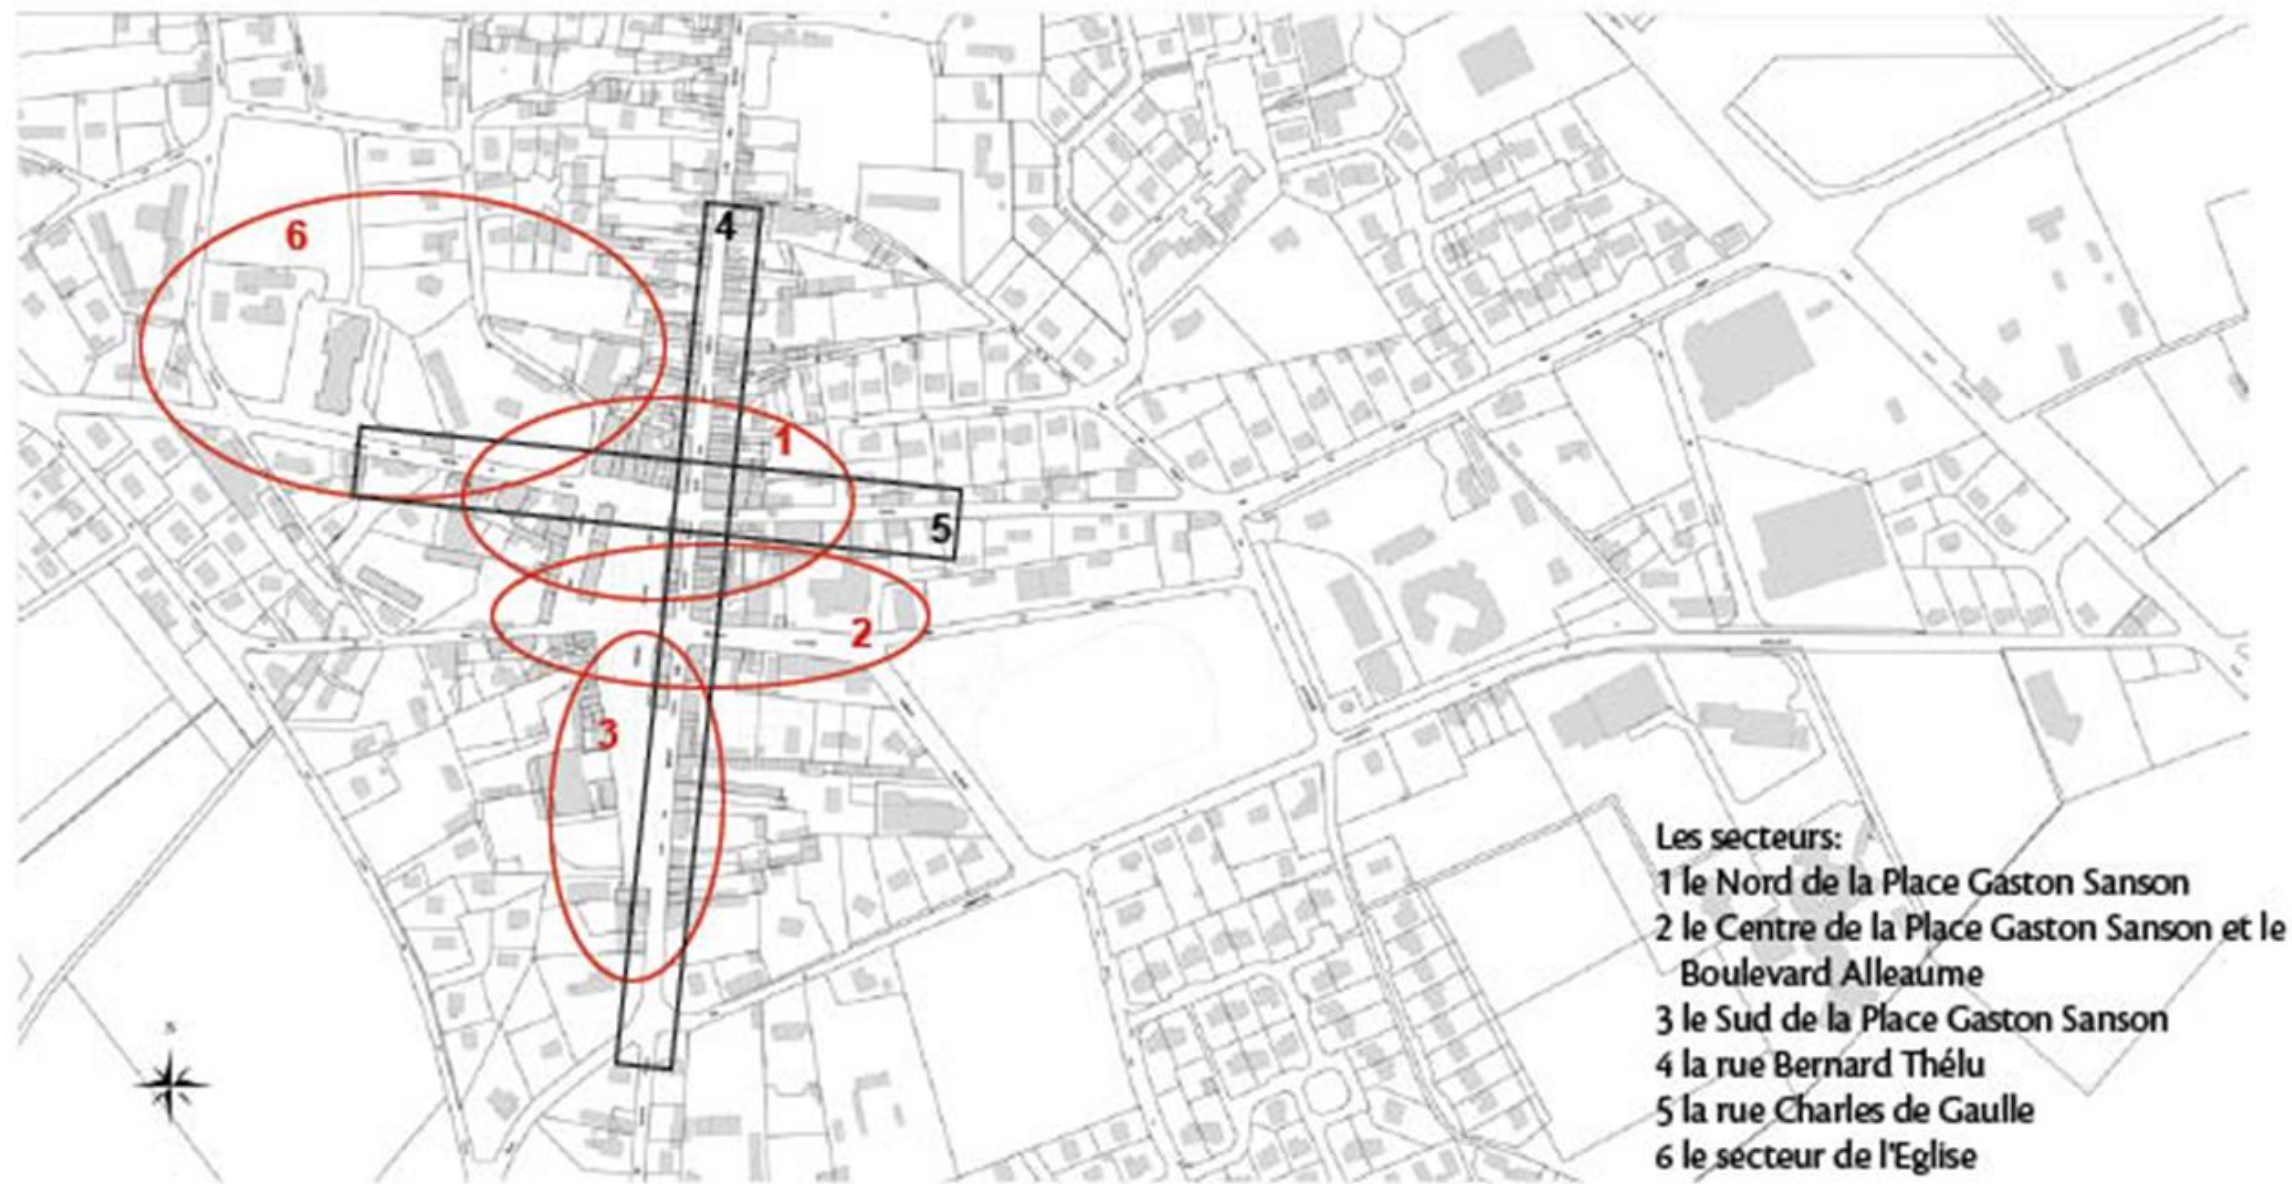 6
4
1
5
2
3
Les secteurs:
1 le Nord de la Place Gaston Sanson
2 le Centre de la Place Gaston Sanson et le
Boulevard Alleaume
3 le Sud de la Place Gaston Sanson
4 la rue Bernard Thélu
5 la rue Charles de Gaulle
6 le secteur de l'Eglise